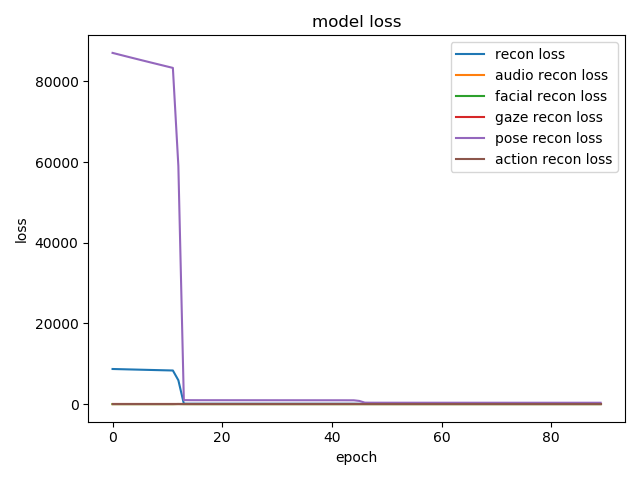 model loss
recon loss
audio recon loss
facial recon loss
gaze recon loss
pose recon loss
action recon loss
80000
60000
40000
20000
0
loss
0 20 40 60 80
epoch